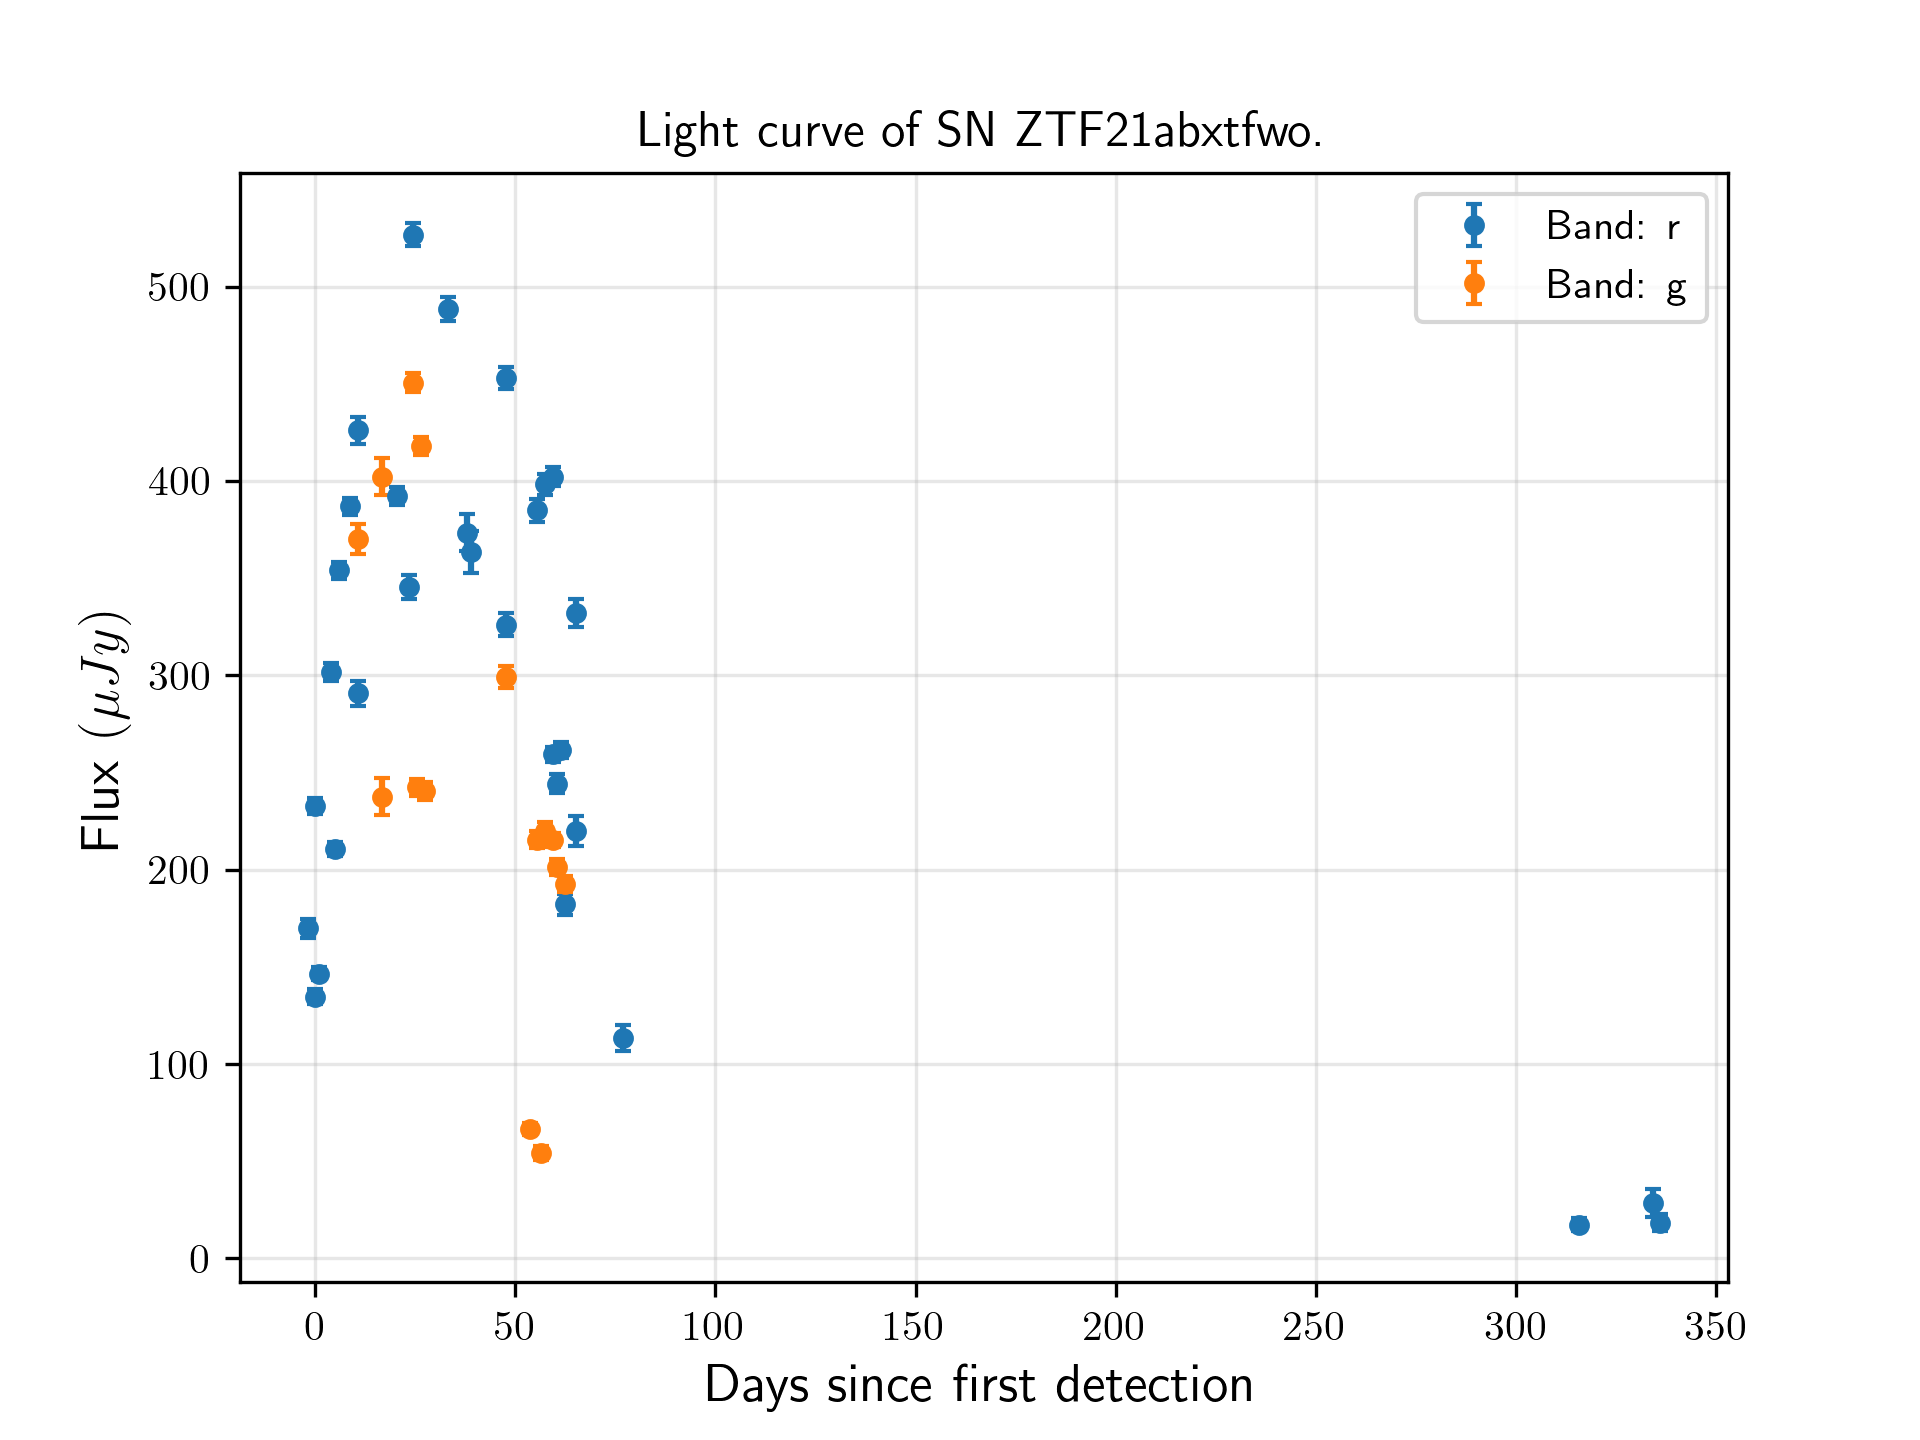 Light curve of SN ZTF21abxtfwo.
Band: r
Band: g
500
400
300
200
100
0
Flux (μJy)
0 50 100 150 200 250 300 350
Days since first detection